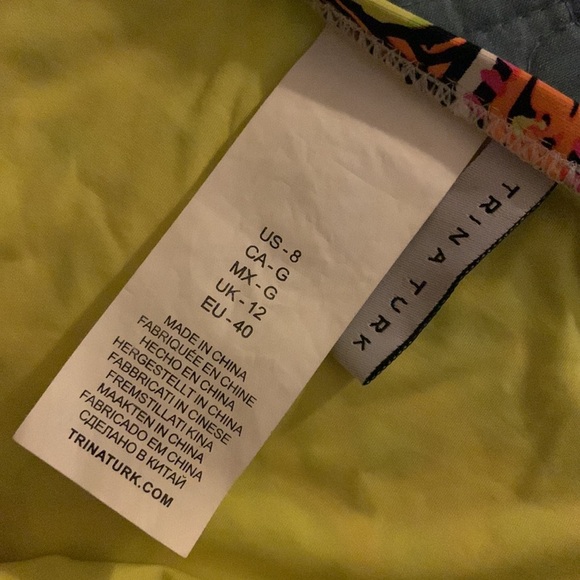 US - 8
CA - G
MX - G
UK - 12
EU - 40
MADE IN CHINA
FABRIQUÉE EN CHINE
HECHO EN CHINA
HERGESTELLT IN CHINA
FABBRICATI IN CINESE
FREMSTILLATI KINA
MAAKTEN IN CHINA
FABRICADO EM CHINA
СДЕЛАНО В КИТАЙ
TRINATURK.COM
TRINA TURK